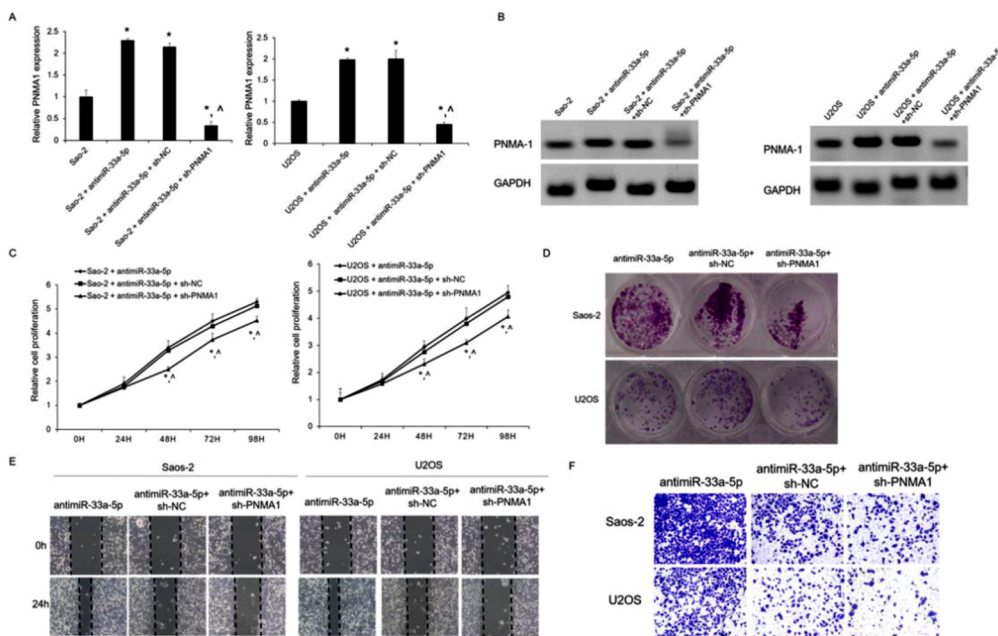 A
Relative PNMA1 expression
2.5
2
1.5
1
0.5
0
*
*
*, ^
Sao-2
Sao-2 + antimiR-33a-5p
Sao-2 + antimiR-33a-5p + sh-NC
Sao-2 + antimiR-33a-5p + sh-PNMA1
Relative PNMA1 expression
2.5
2
1.5
1
0.5
0
*
*
*, ^
U2OS
U2OS + antimiR-33a-5p
U2OS + antimiR-33a-5p + sh-NC
U2OS + antimiR-33a-5p + sh-PNMA1
B
Sao-2
Sao-2 + antimiR-33a-5p
Sao-2 + antimiR-33a-5p
+sh-NC
Sao-2 + antimiR-33a-5p
+sh-PNMA1
PNMA-1
GAPDH
U2OS
U2OS + antimiR-33a-5p
U2OS + antimiR-33a-5p
+sh-NC
U2OS + antimiR-33a-5p
+sh-PNMA1
PNMA-1
GAPDH
C
Relative cell proliferation
6
5
4
3
2
1
0
Sao-2 + antimiR-33a-5p
Sao-2 + antimiR-33a-5p + sh-NC
Sao-2 + antimiR-33a-5p + sh-PNMA1
*, ^
*, ^
*, ^
0H 24H 48H 72H 98H
Relative cell proliferation
6
5
4
3
2
1
0
U2OS + antimiR-33a-5p
U2OS + antimiR-33a-5p + sh-NC
U2OS + antimiR-33a-5p + sh-PNMA1
*, ^
*, ^
*, ^
0H 24H 48H 72H 98H
D
antimiR-33a-5p
antimiR-33a-5p+
sh-NC
antimiR-33a-5p+
sh-PNMA1
Saos-2
U2OS
E
Saos-2
U2OS
antimiR-33a-5p
antimiR-33a-5p+
sh-NC
antimiR-33a-5p+
sh-PNMA1
antimiR-33a-5p
antimiR-33a-5p+
sh-NC
antimiR-33a-5p+
sh-PNMA1
0h
24h
F
antimiR-33a-5p
antimiR-33a-5p+
sh-NC
antimiR-33a-5p+
sh-PNMA1
Saos-2
U2OS